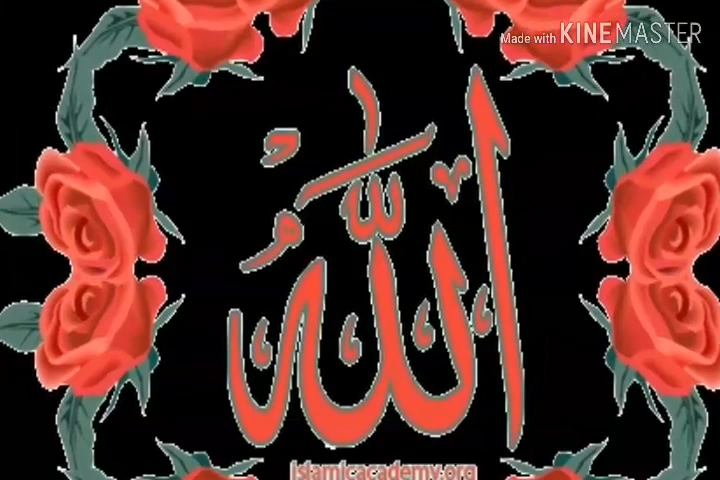 Made with KINEMASTER
اللّٰهُ
islamicacademy.org